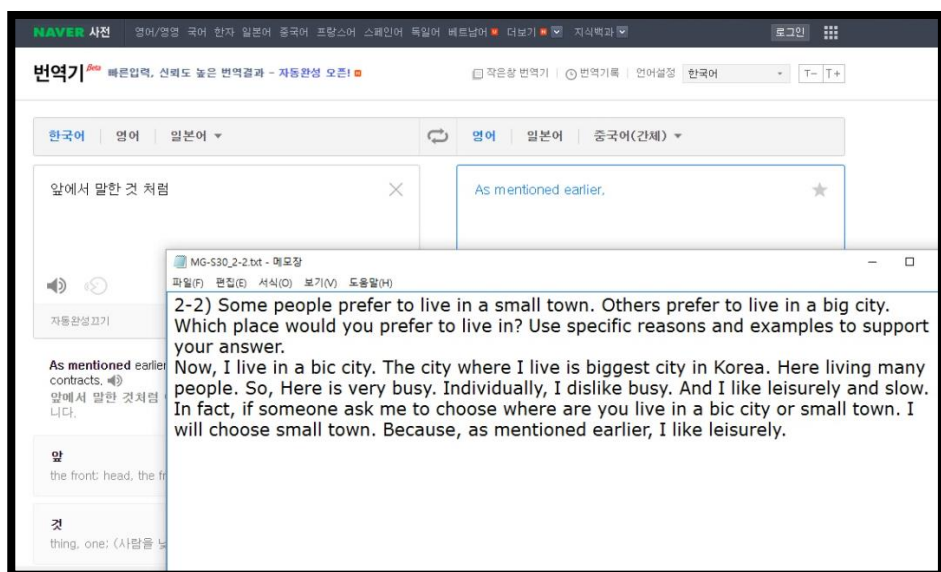 NAVER 사전 영어/영영 국어 한자 일본어 중국어 프랑스어 스페인어 독일어 베트남어 더보기 지식백과 로그인
번역기 Beta 빠른입력, 신뢰도 높은 번역결과 - 자동완성 오픈! 작은창 번역기 번역기록 언어설정 한국어 T- T+
한국어 영어 일본어 영어 일본어 중국어(간체)
앞에서 말한 것 처럼 As mentioned earlier,
MG-S30_2-2.txt - 메모장
파일(F) 편집(E) 서식(O) 보기(V) 도움말(H)
2-2) Some people prefer to live in a small town. Others prefer to live in a big city.
Which place would you prefer to live in? Use specific reasons and examples to support
your answer.
Now, I live in a bic city. The city where I live is biggest city in Korea. Here living many
people. So, Here is very busy. Individually, I dislike busy. And I like leisurely and slow.
In fact, if someone ask me to choose where are you live in a bic city or small town. I
will choose small town. Because, as mentioned earlier, I like leisurely.
자동완성끄기
As mentioned earlier
contracts,
앞에서 말한 것처럼
니다.
앞
the front; head, the
것
thing, one; (사람을